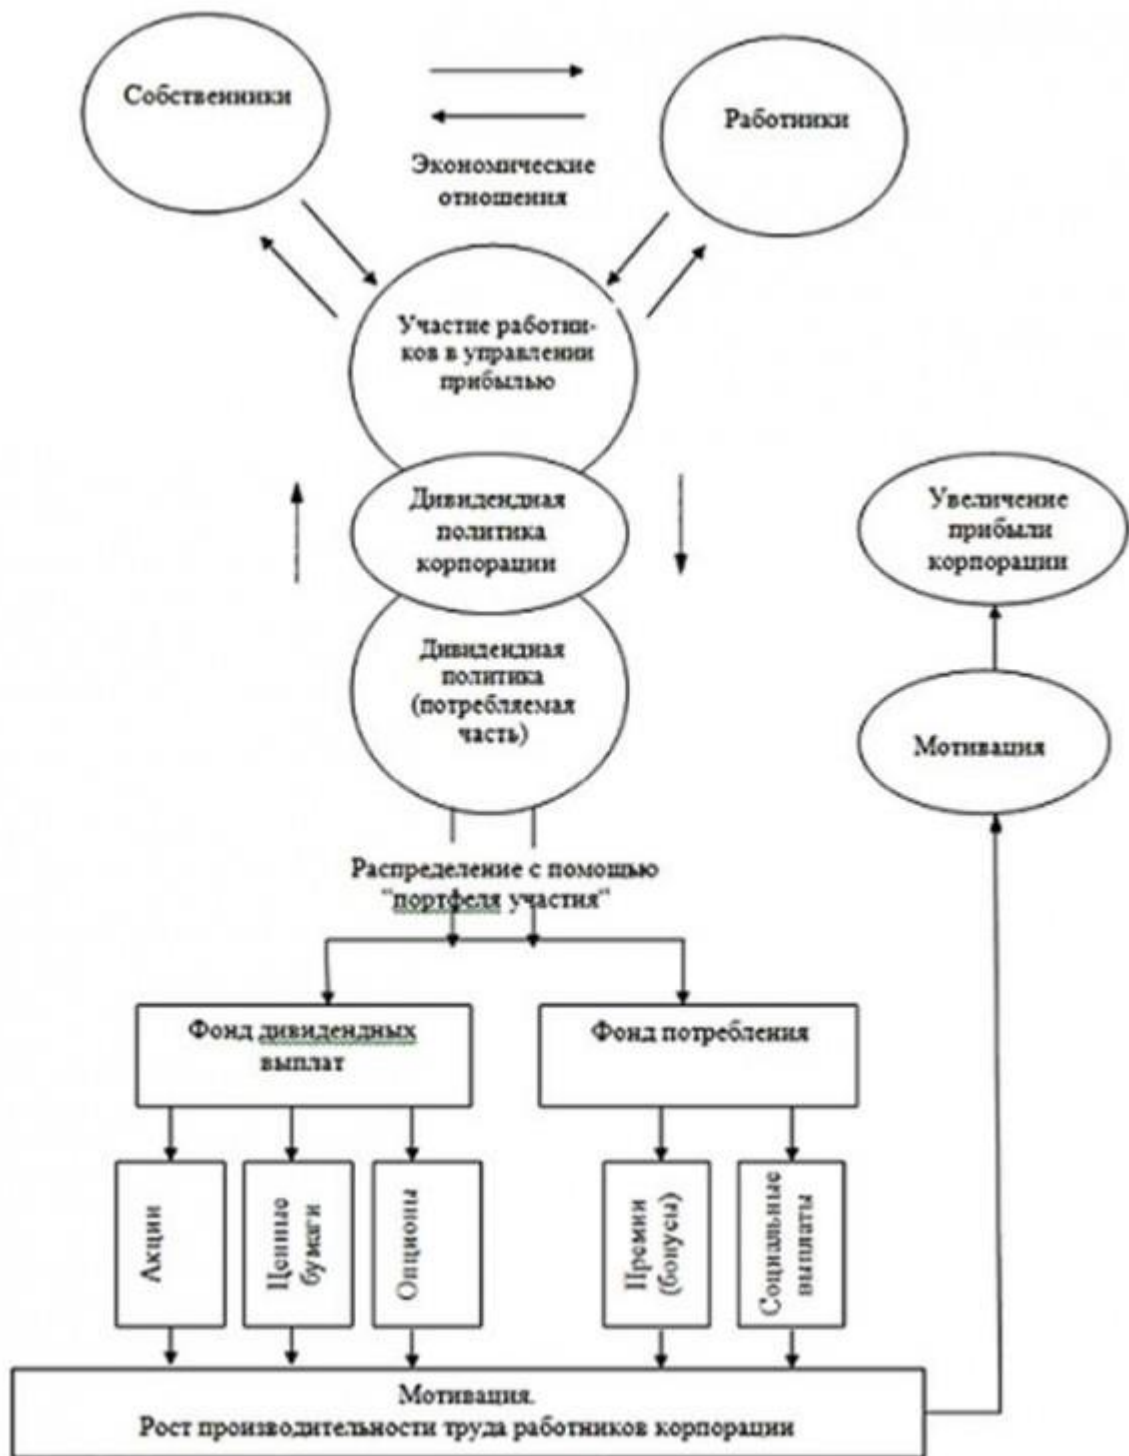 Собственники
Работники
Экономические
отношения
Участие работни-
ков в управлении
прибылью
Дивидендная
политика
корпорации
Увеличение
прибыли
корпорации
Дивидендная
политика
(потребляемая
часть)
Мотивация
Распределение с помощью
"портфеля участия"
Фонд дивидендных
выплат
Фонд потребления
Акции
Ценные
бумаги
Опционы
Премии
(бонусы)
Социальные
выплаты
Мотивация.
Рост производительности труда работников корпорации